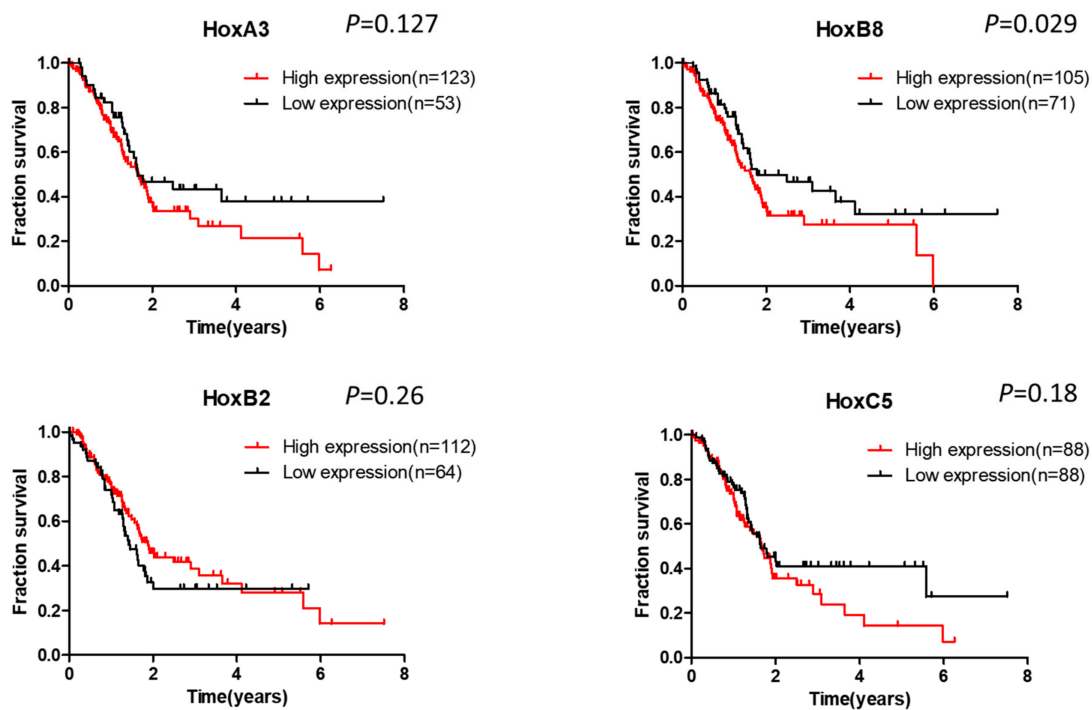 HoxA3
P=0.127
1.0
0.8
0.6
0.4
0.2
0.0
Fraction survival
High expression(n=123)
Low expression(n=53)
0
2
4
6
8
Time(years)
HoxB8
P=0.029
1.0
0.8
0.6
0.4
0.2
0.0
Fraction survival
High expression(n=105)
Low expression(n=71)
0
2
4
6
8
Time(years)
HoxB2
P=0.26
1.0
0.8
0.6
0.4
0.2
0.0
Fraction survival
High expression(n=112)
Low expression(n=64)
0
2
4
6
8
Time(years)
HoxC5
P=0.18
1.0
0.8
0.6
0.4
0.2
0.0
Fraction survival
High expression(n=88)
Low expression(n=88)
0
2
4
6
8
Time(years)